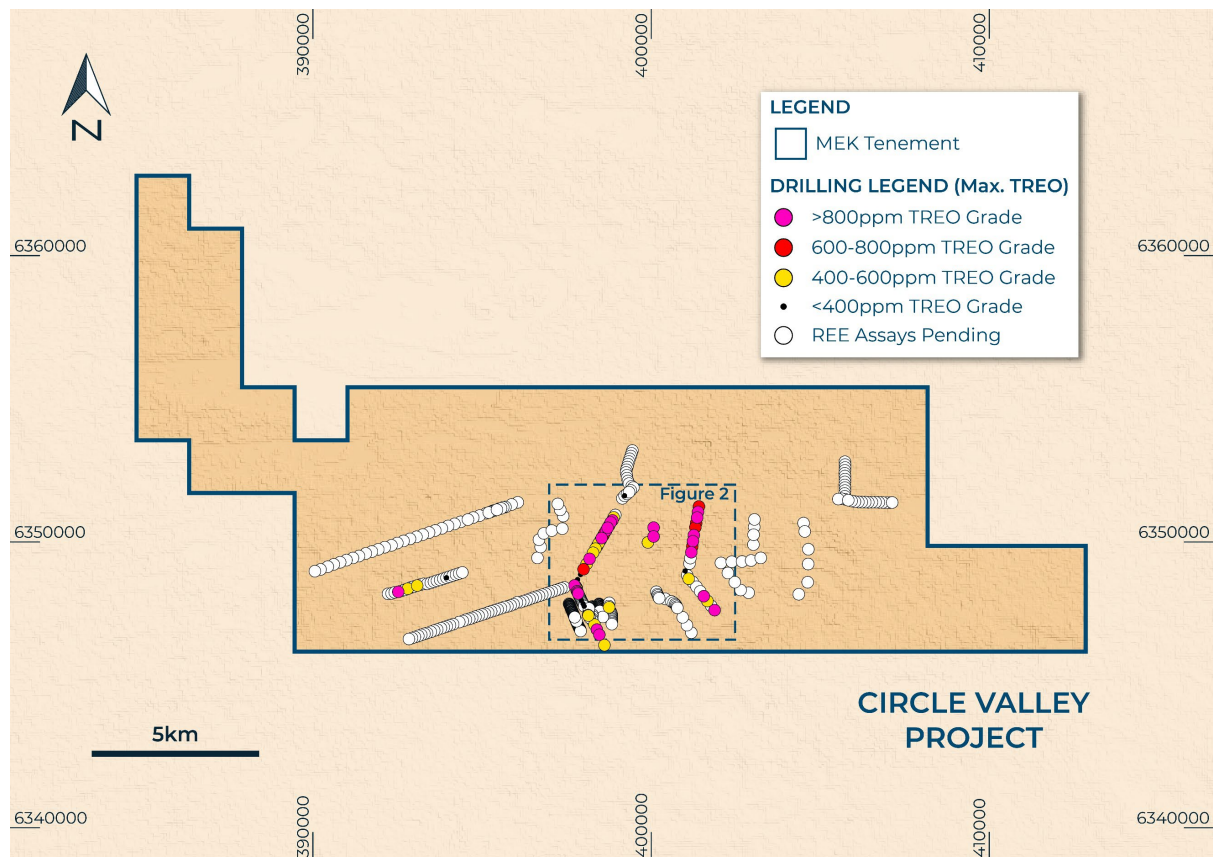 390000
400000
410000
N
LEGEND
MEK Tenement
DRILLING LEGEND (Max. TREO)
>800ppm TREO Grade
600-800ppm TREO Grade
400-600ppm TREO Grade
<400ppm TREO Grade
REE Assays Pending
6360000
6360000
Figure 2
6350000
6350000
CIRCLE VALLEY
PROJECT
5km
6340000
6340000
390000
400000
410000